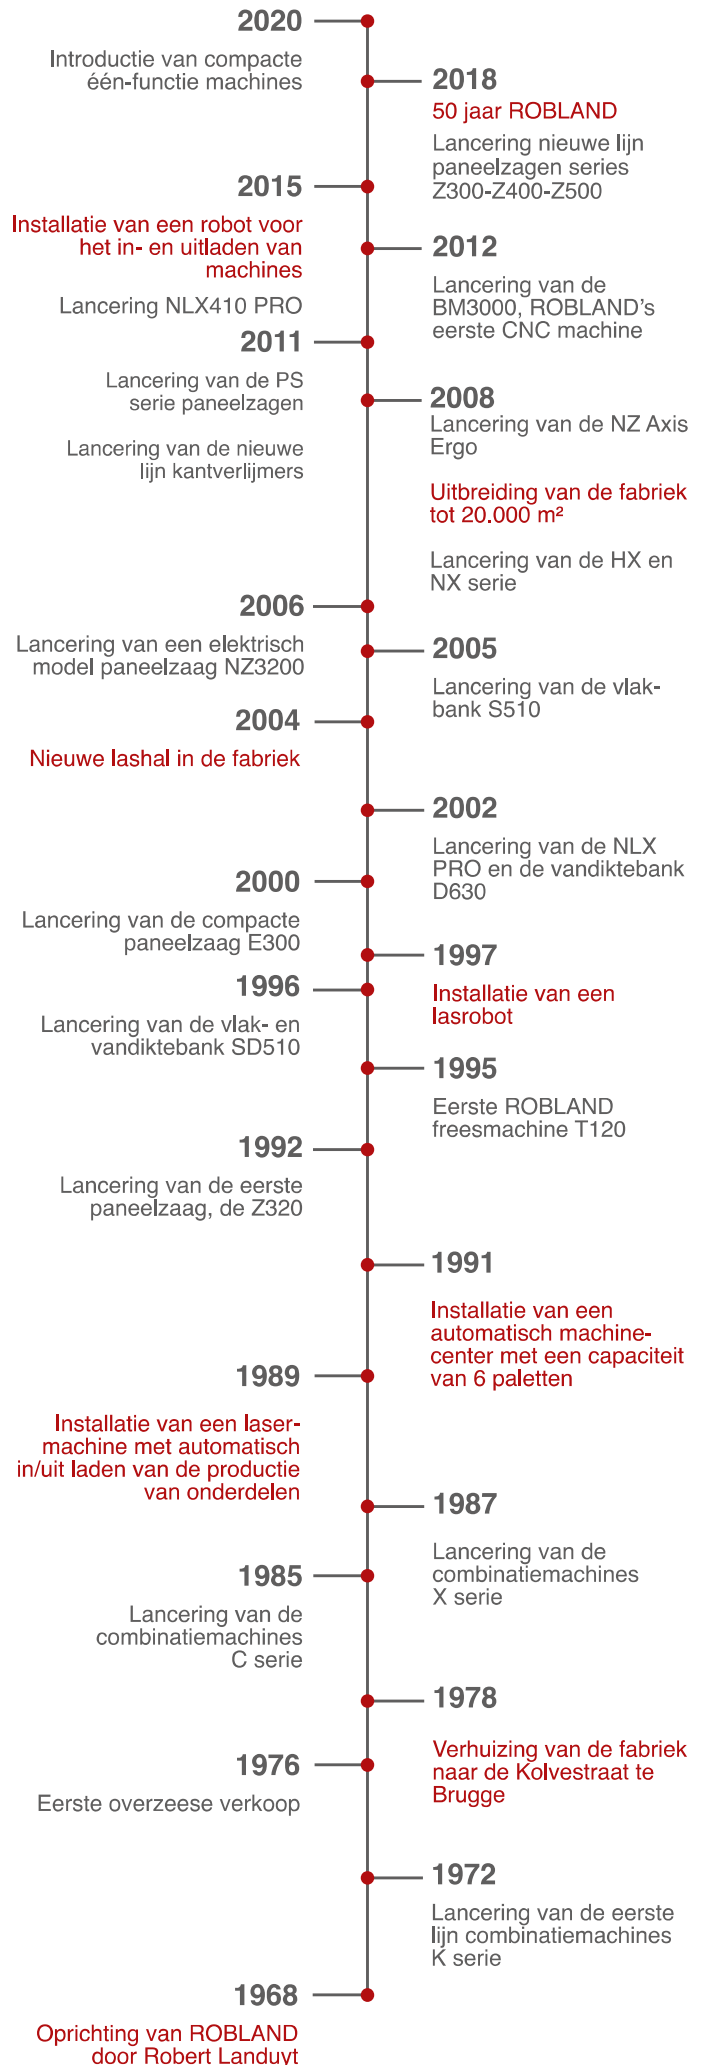 2020
Introductie van compacte
één-functie machines
2018
50 jaar ROBLAND
Lancering nieuwe lijn
paneelzagen series
Z300-Z400-Z500
2015
Installatie van een robot voor
het in- en uitladen van
machines
Lancering NLX410 PRO
2012
Lancering van de
BM3000, ROBLAND's
eerste CNC machine
2011
Lancering van de PS
serie paneelzagen
Lancering van de nieuwe
lijn kantverlijmers
2008
Lancering van de NZ Axis
Ergo
Uitbreiding van de fabriek
tot 20.000 m²
Lancering van de HX en
NX serie
2006
Lancering van een elektrisch
model paneelzaag NZ3200
2005
Lancering van de vlak-
bank S510
2004
Nieuwe lashal in de fabriek
2002
Lancering van de NLX
PRO en de vandiktebank
D630
2000
Lancering van de compacte
paneelzaag E300
1997
Installatie van een
lasrobot
1996
Lancering van de vlak- en
vandiktebank SD510
1995
Eerste ROBLAND
freesmachine T120
1992
Lancering van de eerste
paneelzaag, de Z320
1991
Installatie van een
automatisch machine-
center met een capaciteit
van 6 paletten
1989
Installatie van een laser-
machine met automatisch
in/uit laden van de productie
van onderdelen
1987
Lancering van de
combinatiemachines
X serie
1985
Lancering van de
combinatiemachines
C serie
1978
Verhuizing van de fabriek
naar de Kolvestraat te
Brugge
1976
Eerste overzeese verkoop
1972
Lancering van de eerste
lijn combinatiemachines
K serie
1968
Oprichting van ROBLAND
door Robert Landuyt